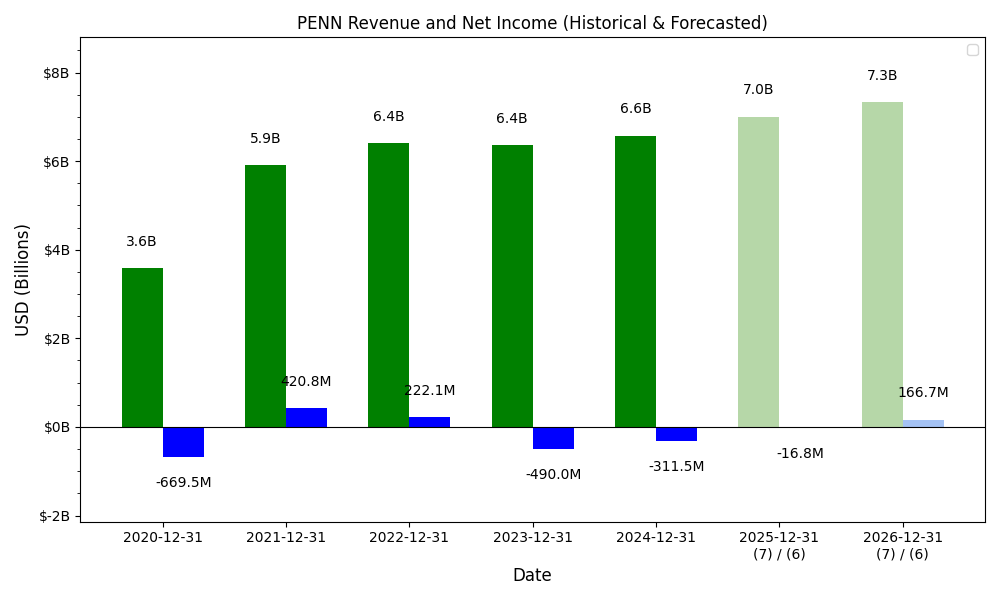 PENN Revenue and Net Income (Historical & Forecasted)
USD (Billions)
$8B
$6B
$4B
$2B
$0B
$-2B
3.6B
5.9B
6.4B
6.4B
6.6B
7.0B
7.3B
-669.5M
420.8M
222.1M
-490.0M
-311.5M
-16.8M
166.7M
2020-12-31
2021-12-31
2022-12-31
2023-12-31
2024-12-31
2025-12-31
(7) / (6)
2026-12-31
(7) / (6)
Date